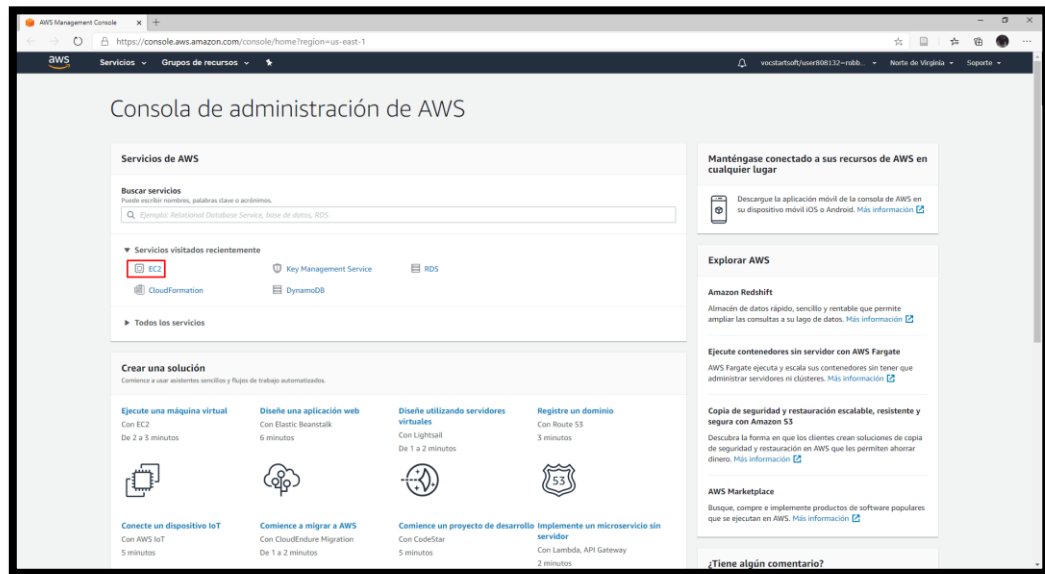 AWS Management Console
https://console.aws.amazon.com/console/home?region=us-east-1
aws
Servicios
Grupos de recursos
vocstartsoft/user808132=robb...
Norte de Virginia
Soporte
Consola de administración de AWS
Servicios de AWS
Buscar servicios
Puede escribir nombres, palabras clave o acrónimos.
Ejemplo: Relational Database Service, base de datos, RDS
Servicios visitados recientemente
EC2
Key Management Service
RDS
CloudFormation
DynamoDB
Todos los servicios
Crear una solución
Comience a usar asistentes sencillos y flujos de trabajo automatizados.
Ejecute una máquina virtual
Con EC2
De 2 a 3 minutos
Diseñe una aplicación web
Con Elastic Beanstalk
6 minutos
Diseñe utilizando servidores
virtuales
Con Lightsail
De 1 a 2 minutos
Registre un dominio
Con Route 53
3 minutos
53
Conecte un dispositivo IoT
Con AWS IoT
5 minutos
Comience a migrar a AWS
Con CloudEndure Migration
De 1 a 2 minutos
Comience un proyecto de desarrollo
Con CodeStar
5 minutos
Implemente un microservicio sin
servidor
Con Lambda, API Gateway
2 minutos
Manténgase conectado a sus recursos de AWS en
cualquier lugar
Descargue la aplicación móvil de la consola de AWS en
su dispositivo móvil iOS o Android. Más información
Explorar AWS
Amazon Redshift
Almacén de datos rápido, sencillo y rentable que permite
ampliar las consultas a su lago de datos. Más información
Ejecute contenedores sin servidor con AWS Fargate
AWS Fargate ejecuta y escala sus contenedores sin tener que
administrar servidores ni clústeres. Más información
Copia de seguridad y restauración escalable, resistente y
segura con Amazon S3
Descubra la forma en que los clientes crean soluciones de copia
de seguridad y restauración en AWS que les permiten ahorrar
dinero. Más información
AWS Marketplace
Busque, compre e implemente productos de software populares
que se ejecutan en AWS. Más información
¿Tiene algún comentario?